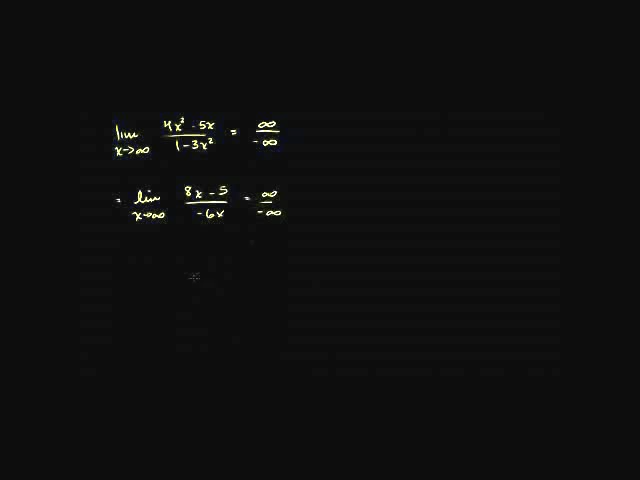 lim x→∞ (4x² - 5x)/(1 - 3x²) = ∞/-∞
= lim x→∞ (8x - 5)/(-6x) = ∞/-∞